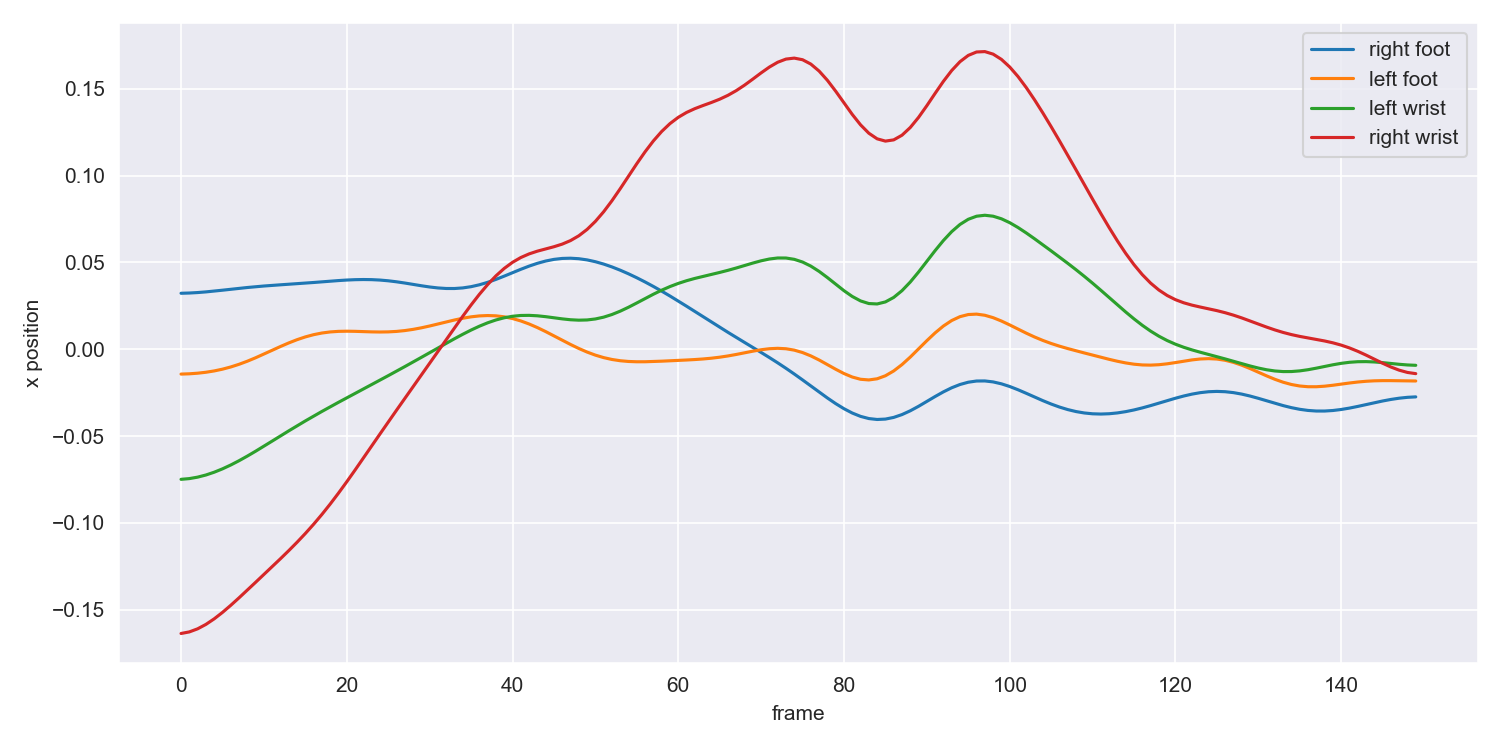 right foot
left foot
left wrist
right wrist
0.15
0.10
0.05
0.00
−0.05
−0.10
−0.15
x position
0 20 40 60 80 100 120 140
frame